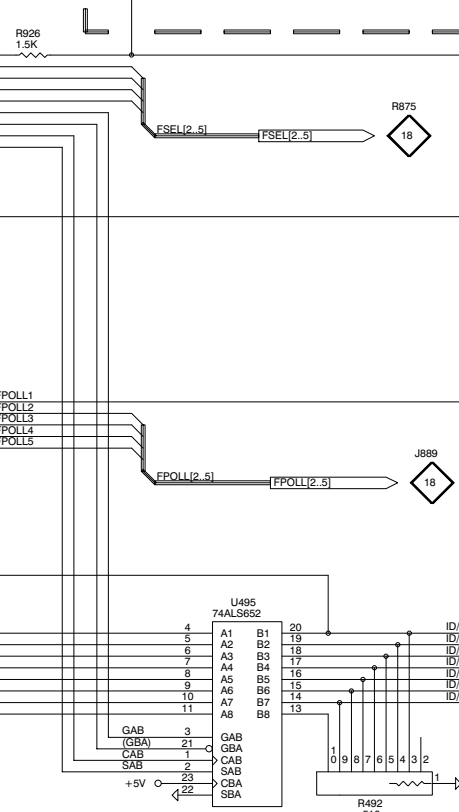 R926
1.5K
R875
FSEL[2..5] FSEL[2..5] 18
FPOLL1
FPOLL2
FPOLL3
FPOLL4
FPOLL5
J889
FPOLL[2..5] FPOLL[2..5] 18
U495
74ALS652
4 A1 B1 20 ID/
5 A2 B2 19 ID/
6 A3 B3 18 ID/
7 A4 B4 17 ID/
8 A5 B5 16 ID/
9 A6 B6 15 ID/
10 A7 B7 14 ID/
11 A8 B8 13
GAB 3 GAB
(GBA) 21 GBA
CAB 1 CAB
SAB 2 SAB
+5V 23 CBA
22 SBA
10 9 8 7 6 5 4 3 2
1
R492